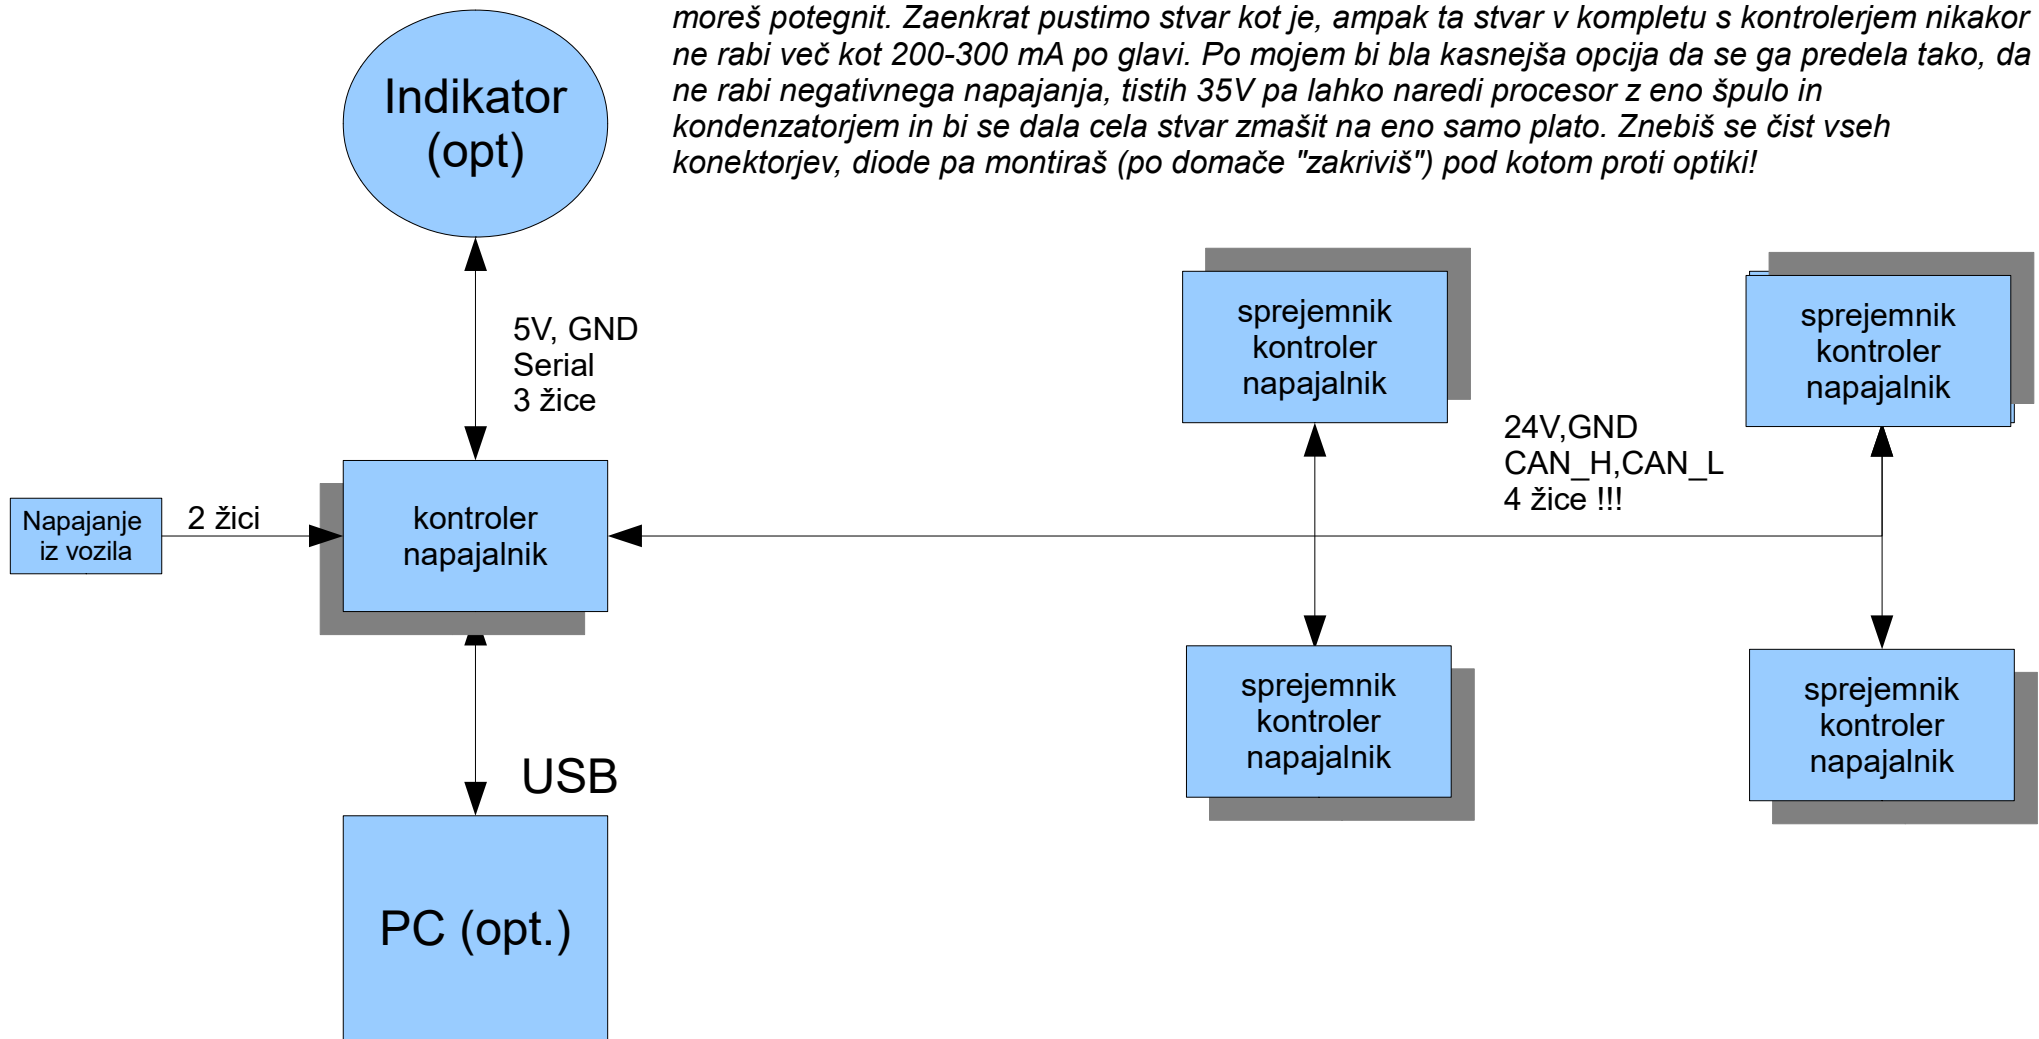 moreš potegnit. Zaenkrat pustimo stvar kot je, ampak ta stvar v kompletu s kontrolerjem nikakor
ne rabi več kot 200-300 mA po glavi. Po mojem bi bla kasnejša opcija da se ga predela tako, da
ne rabi negativnega napajanja, tistih 35V pa lahko naredi procesor z eno špulo in
kondenzatorjem in bi se dala cela stvar zmašit na eno samo plato. Znebiš se čist vseh
konektorjev, diode pa montiraš (po domače "zakriviš") pod kotom proti optiki!
Indikator
(opt)
5V, GND
Serial
3 žice
Napajanje
iz vozila
2 žici
kontroler
napajalnik
sprejemnik
kontroler
napajalnik
sprejemnik
kontroler
napajalnik
24V,GND
CAN_H,CAN_L
4 žice !!!
sprejemnik
kontroler
napajalnik
sprejemnik
kontroler
napajalnik
USB
PC (opt.)